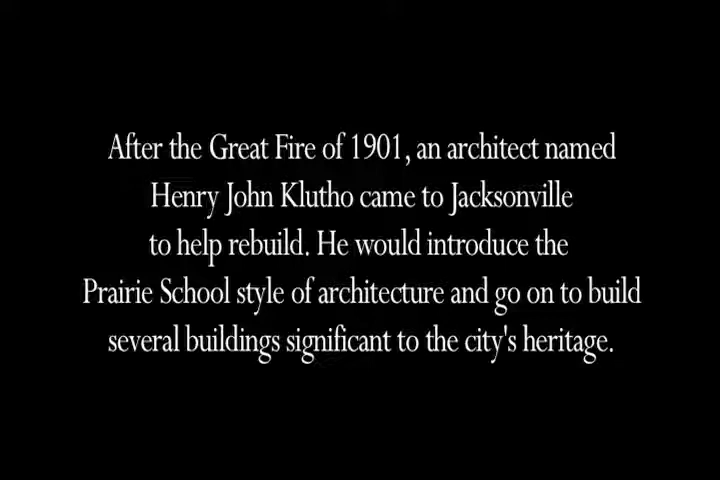 After the Great Fire of 1901, an architect named
Henry John Klutho came to Jacksonville
to help rebuild. He would introduce the
Prairie School style of architecture and go on to build
several buildings significant to the city's heritage.